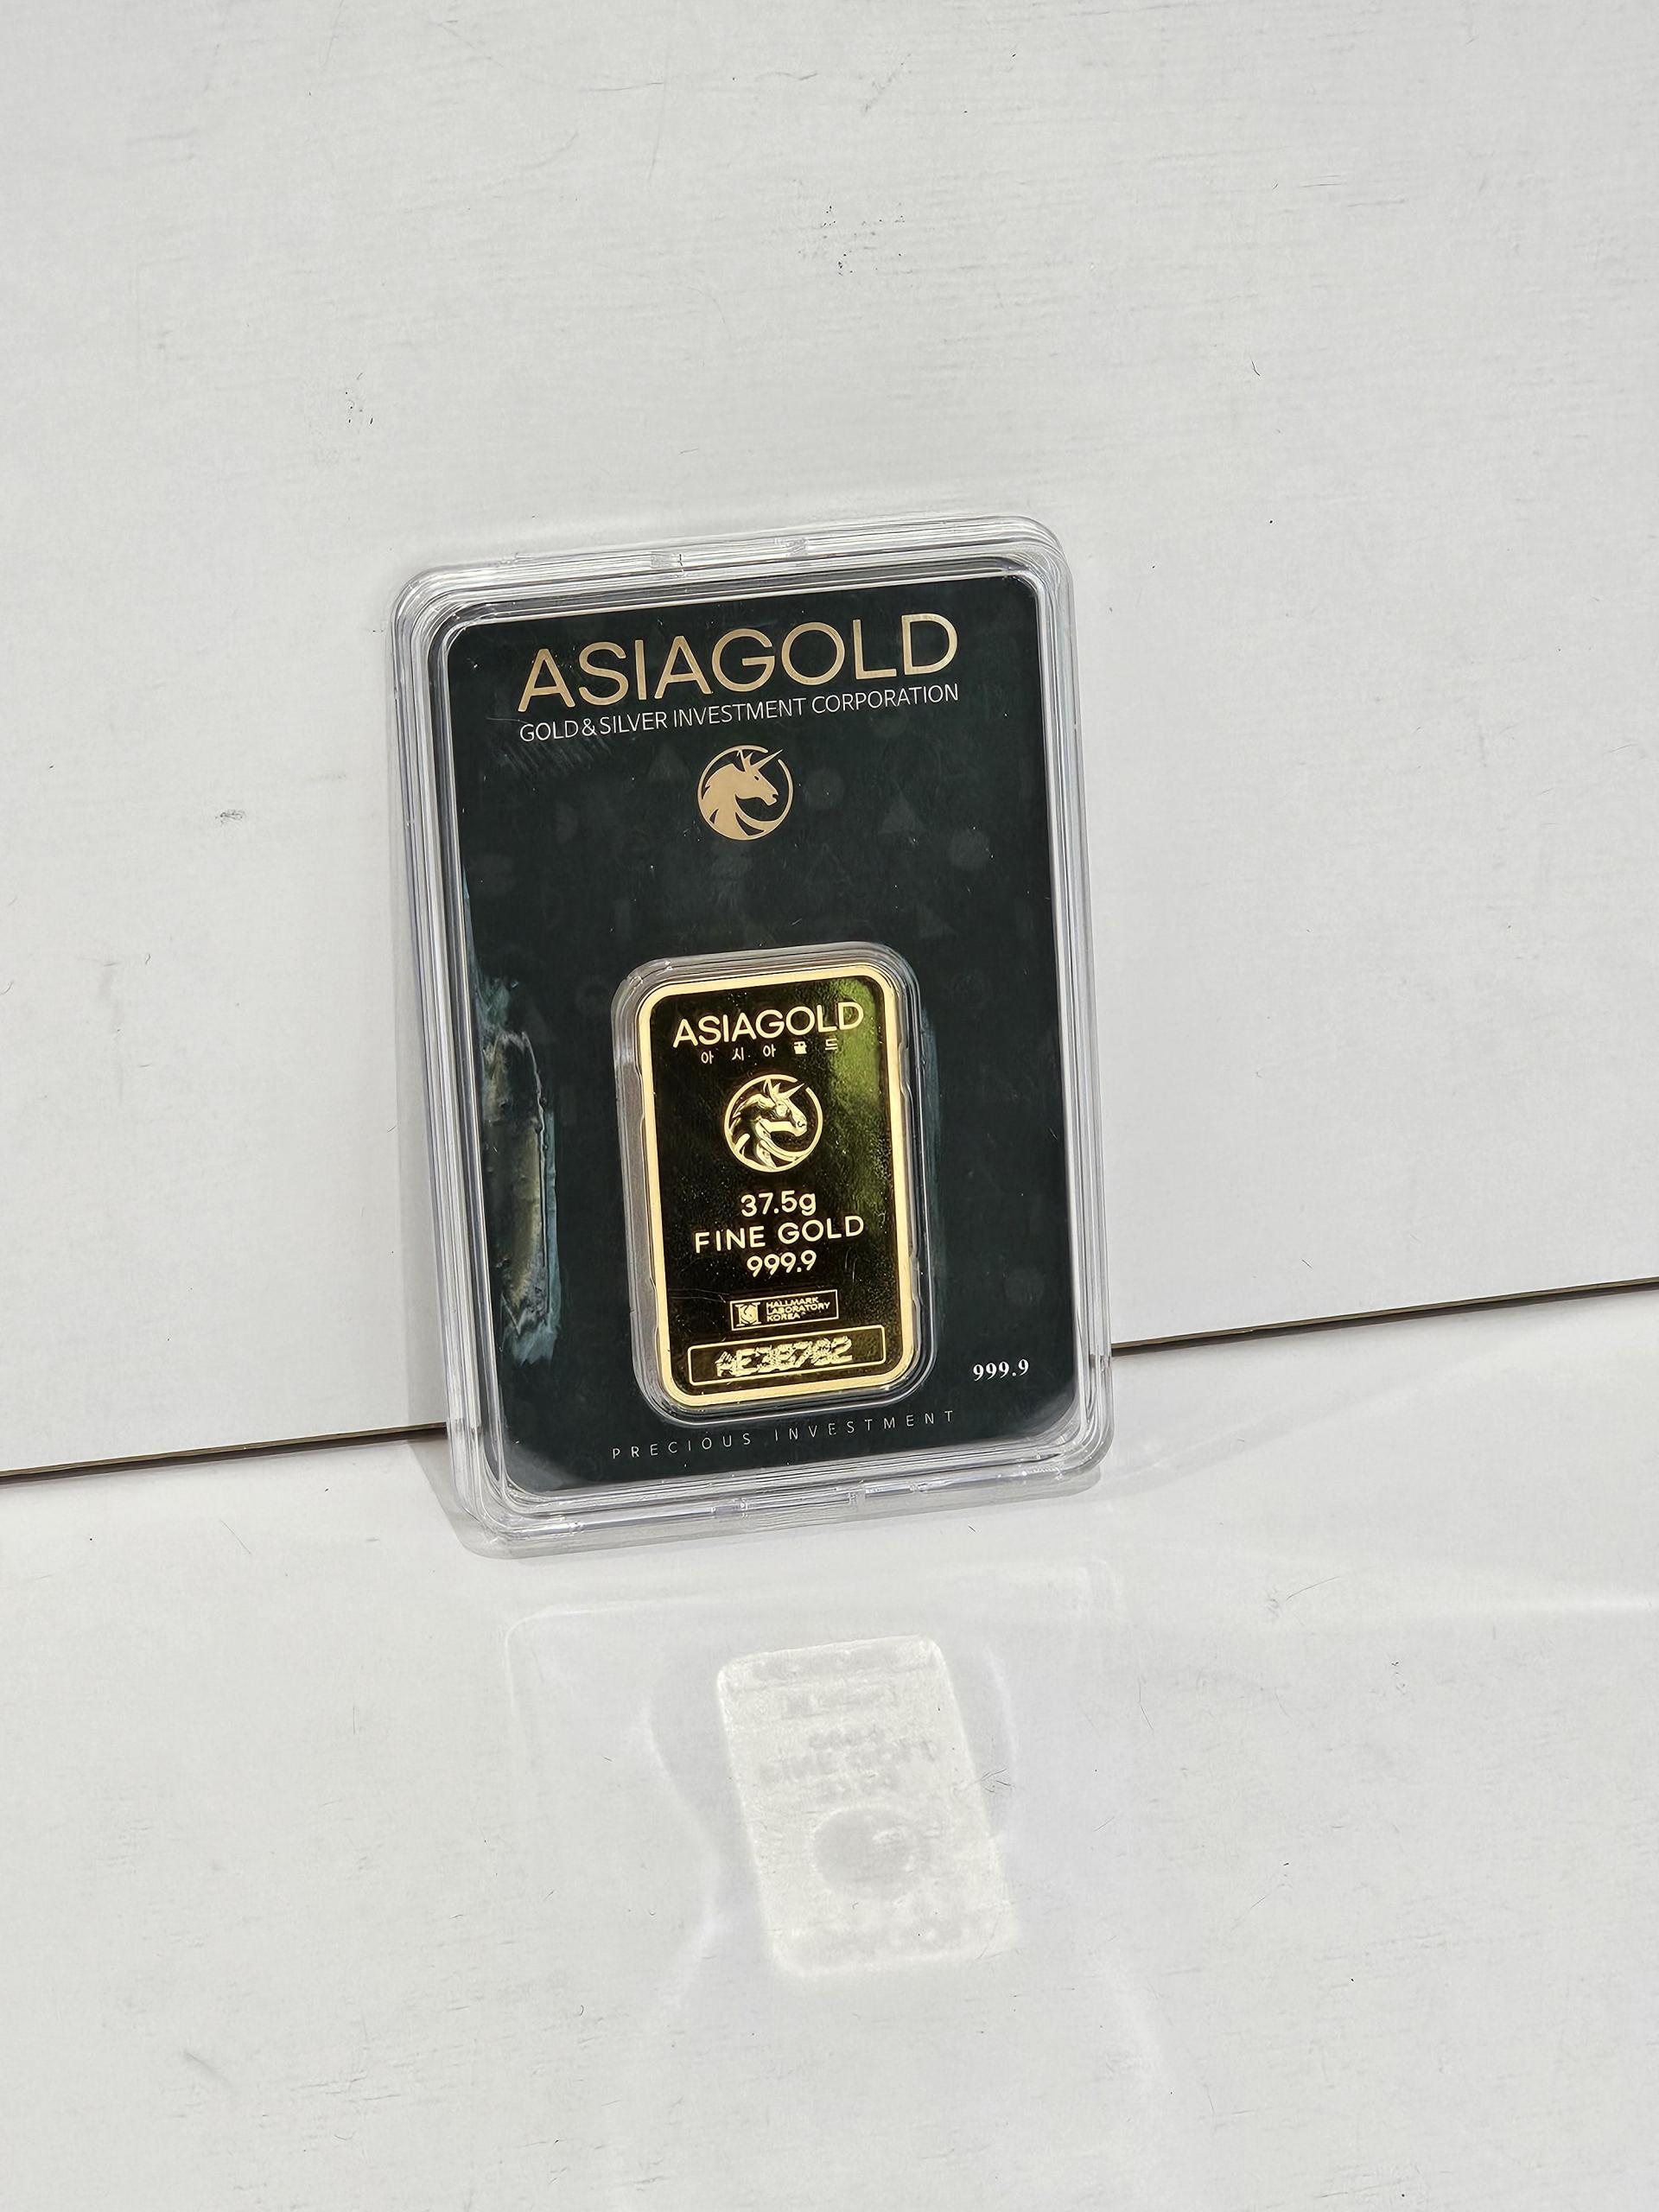 ASIAGOLD
GOLD & SILVER INVESTMENT CORPORATION
ASIAGOLD
아시아골드
37.5g
FINE GOLD
999.9
HALLMARK
LABORATORY
KOREA
AE38782
999.9
PRECIOUS INVESTMENT